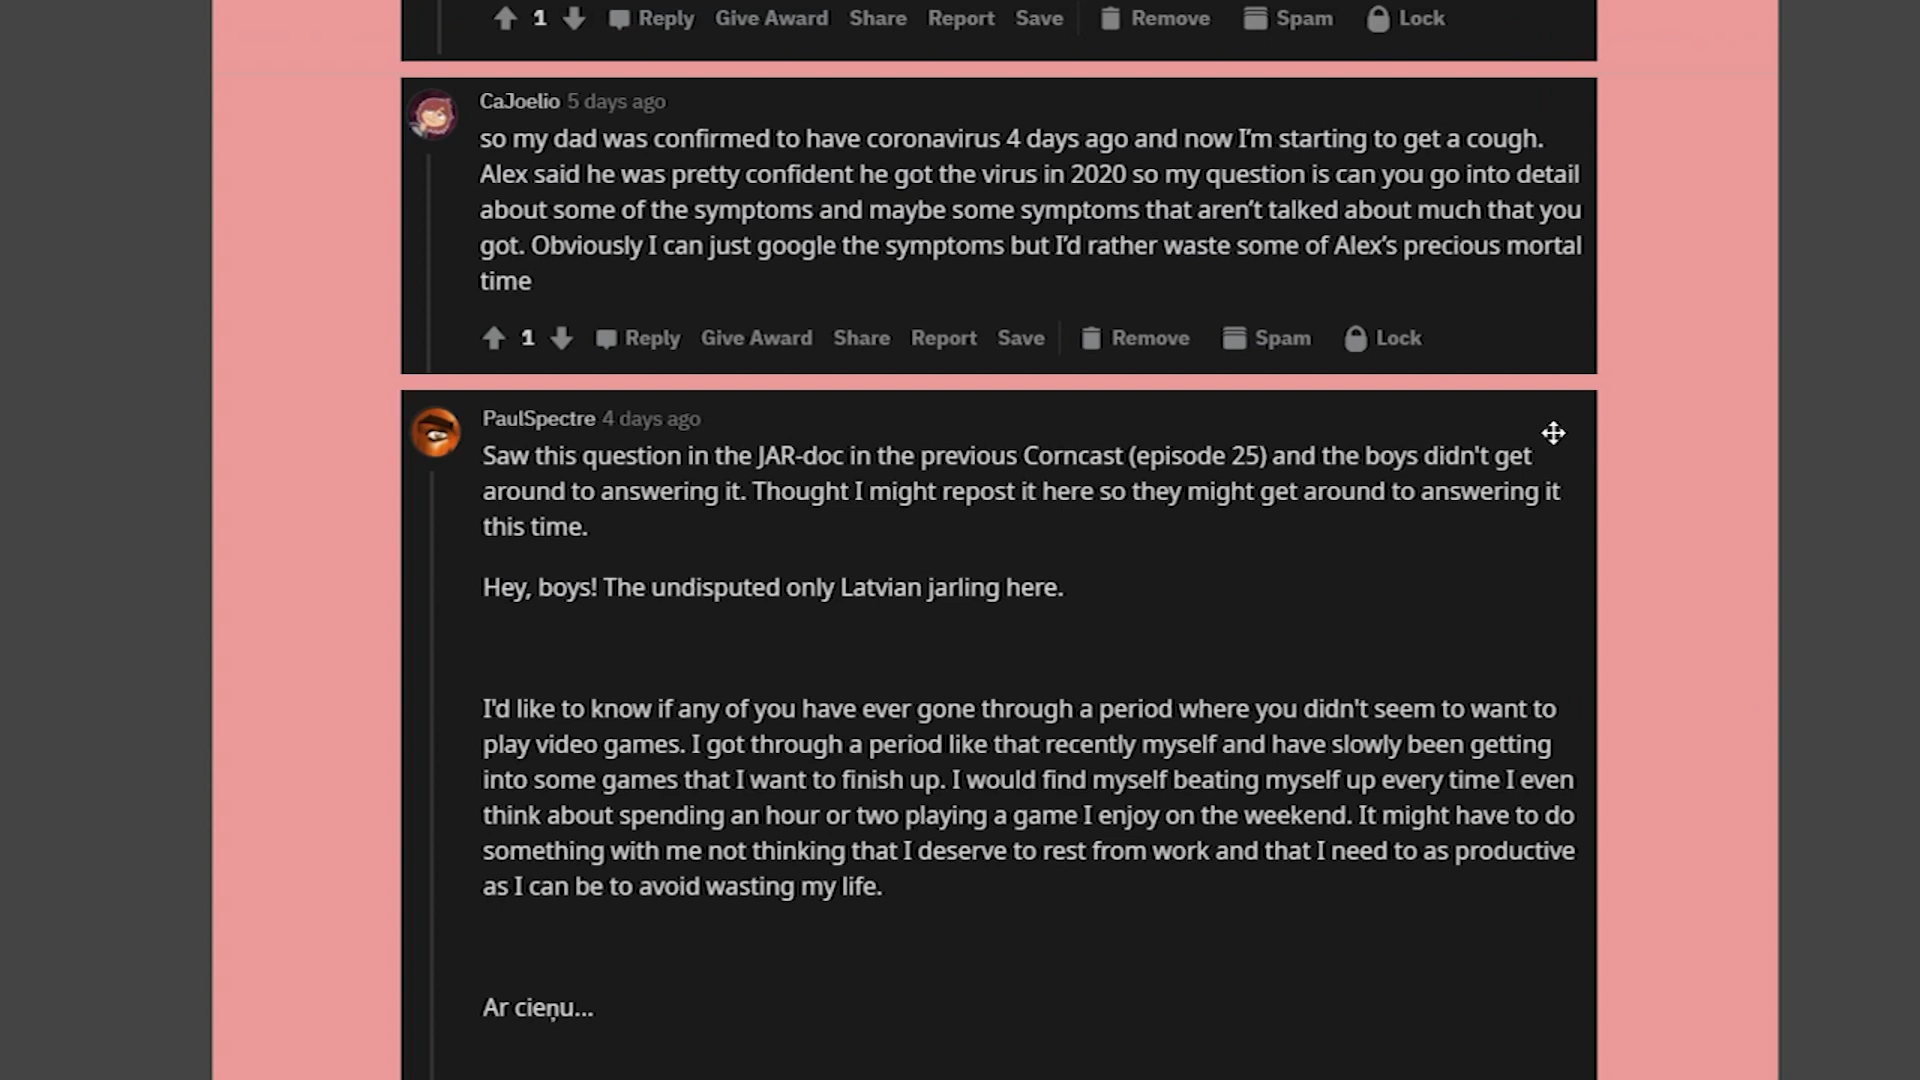 1 Reply Give Award Share Report Save Remove Spam Lock
CaJoelio 5 days ago
so my dad was confirmed to have coronavirus 4 days ago and now I'm starting to get a cough.
Alex said he was pretty confident he got the virus in 2020 so my question is can you go into detail
about some of the symptoms and maybe some symptoms that aren't talked about much that you
got. Obviously I can just google the symptoms but I'd rather waste some of Alex's precious mortal
time
1 Reply Give Award Share Report Save Remove Spam Lock
PaulSpectre 4 days ago
Saw this question in the JAR-doc in the previous Corncast (episode 25) and the boys didn't get
around to answering it. Thought I might repost it here so they might get around to answering it
this time.
Hey, boys! The undisputed only Latvian jarling here.
I'd like to know if any of you have ever gone through a period where you didn't seem to want to
play video games. I got through a period like that recently myself and have slowly been getting
into some games that I want to finish up. I would find myself beating myself up every time I even
think about spending an hour or two playing a game I enjoy on the weekend. It might have to do
something with me not thinking that I deserve to rest from work and that I need to as productive
as I can be to avoid wasting my life.
Ar cieņu...